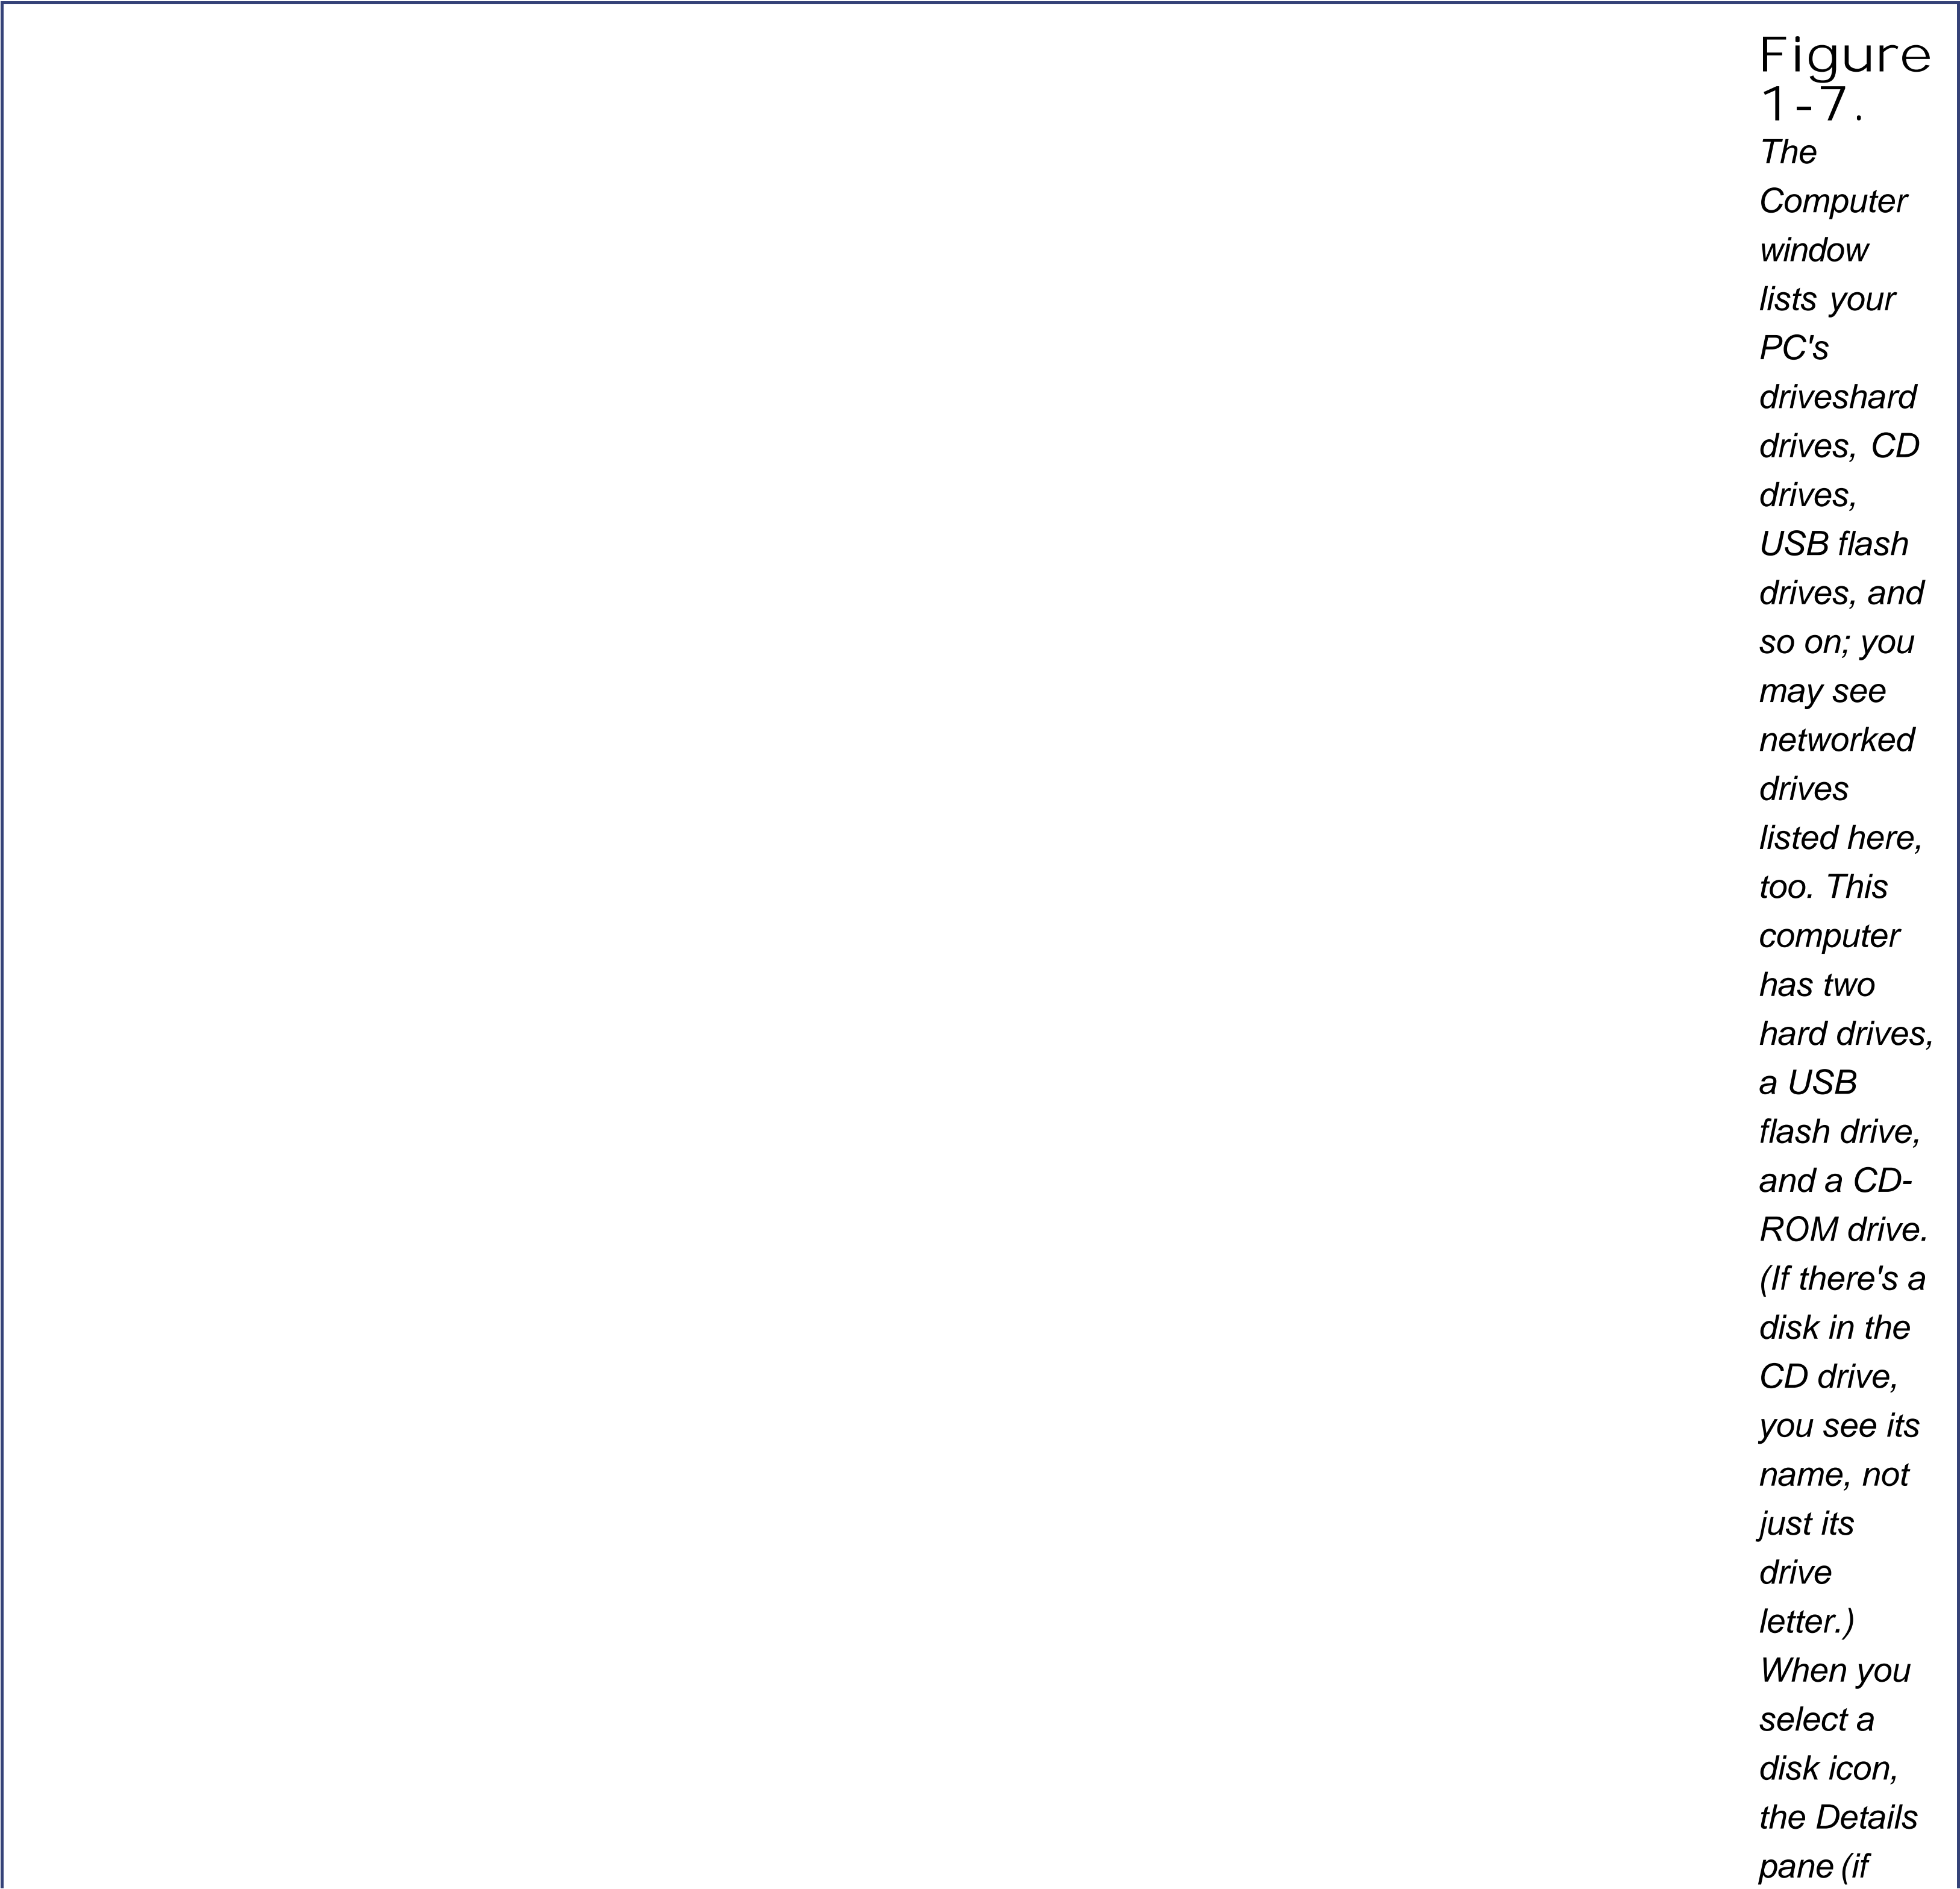 Figure
1-7.
The
Computer
window
lists your
PC's
driveshard
drives, CD
drives,
USB flash
drives, and
so on; you
may see
networked
drives
listed here,
too. This
computer
has two
hard drives,
a USB
flash drive,
and a CD-
ROM drive.
(If there's a
disk in the
CD drive,
you see its
name, not
just its
drive
letter.)
When you
select a
disk icon,
the Details
pane (if